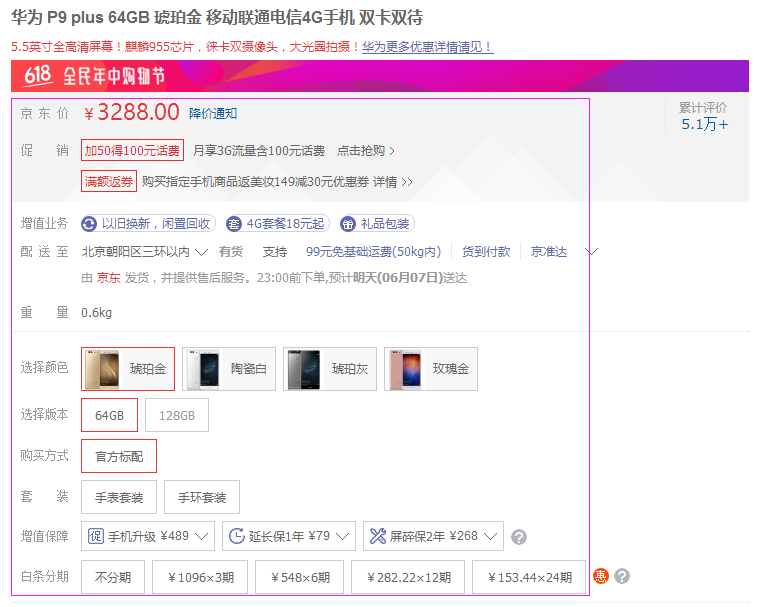 华为 P9 plus 64GB 琥珀金 移动联通电信4G手机 双卡双待
5.5英寸全高清屏幕！麒麟955芯片，徕卡双摄像头，大光圈拍摄！华为更多优惠详情请见！
618 全民年中购物节
京东价 ￥3288.00 降价通知
累计评价
5.1万+
促销 加50得100元话费 月享3G流量含100元话费 点击抢购 >
满额返券 购买指定手机商品返美妆149减30元优惠券 详情 >>
增值业务 以旧换新，闲置回收 套 4G套餐18元起 礼品包装
配送至 北京朝阳区三环以内 有货 支持 99元免基础运费(50kg内) 货到付款 京准达
由 京东 发货，并提供售后服务。23:00前下单,预计明天(06月07日)送达
重量 0.6kg
选择颜色 琥珀金 陶瓷白 琥珀灰 玫瑰金
选择版本 64GB 128GB
购买方式 官方标配
套装 手表套装 手环套装
增值保障 促 手机升级 ¥489 延长保1年 ¥79 屏碎保2年 ¥268 ?
白条分期 不分期 ￥1096×3期 ￥548×6期 ￥282.22×12期 ￥153.44×24期 惠 ?